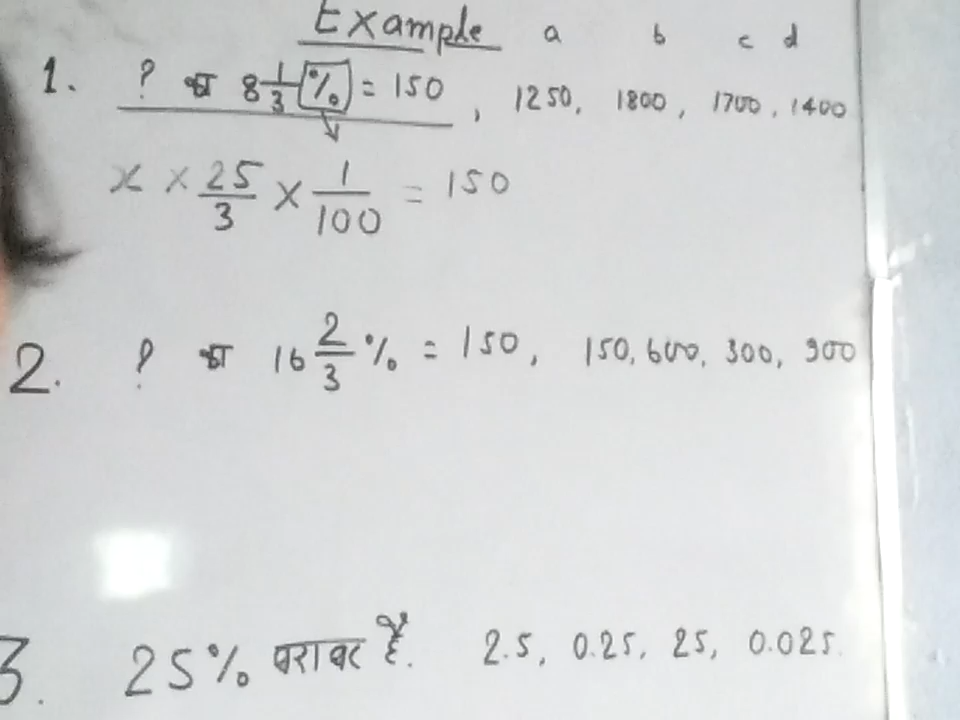 Example a b c d
1. ? का 8 1/3 % = 150, 1250, 1800, 1700, 1400
x × 25/3 × 1/100 = 150
2. ? का 16 2/3 % = 150, 150, 600, 300, 900
3. 25% बराबर है. 2.5, 0.25, 25, 0.025.